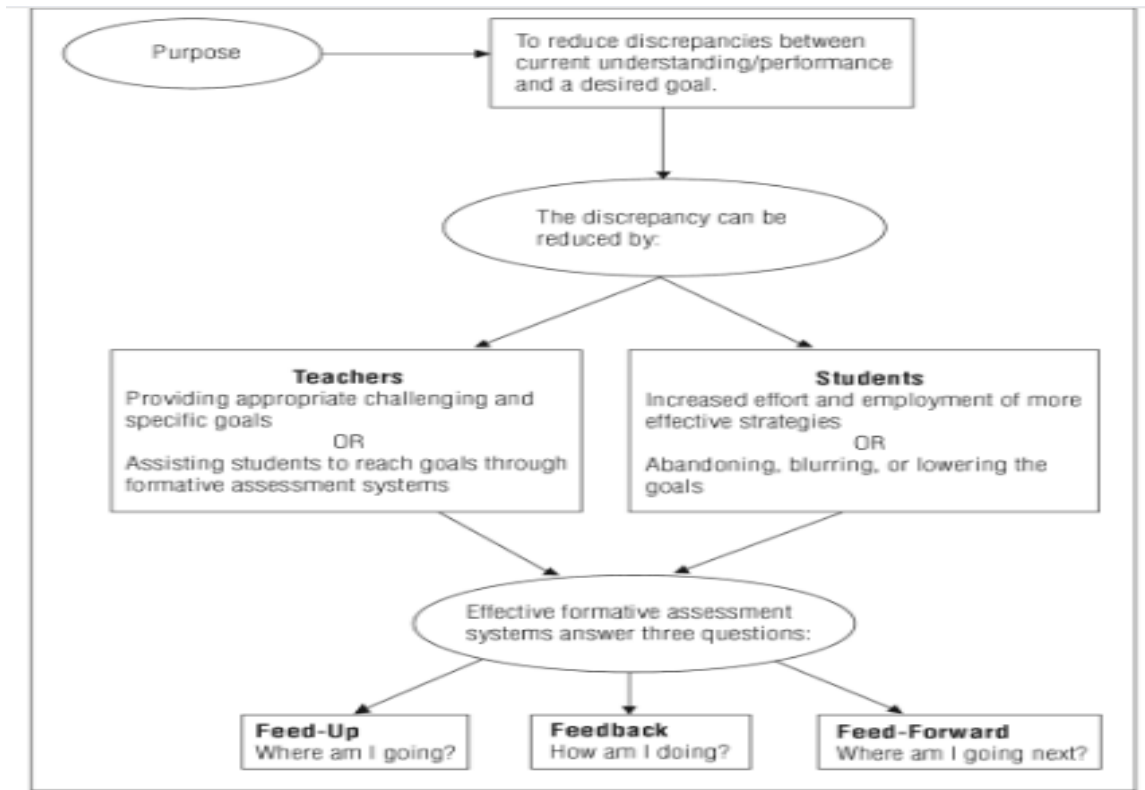 Purpose
To reduce discrepancies between
current understanding/performance
and a desired goal.
The discrepancy can be
reduced by:
Teachers
Providing appropriate challenging and
specific goals
OR
Assisting students to reach goals through
formative assessment systems
Students
Increased effort and employment of more
effective strategies
OR
Abandoning, blurring, or lowering the
goals
Effective formative assessment
systems answer three questions:
Feed-Up
Where am I going?
Feedback
How am I doing?
Feed-Forward
Where am I going next?